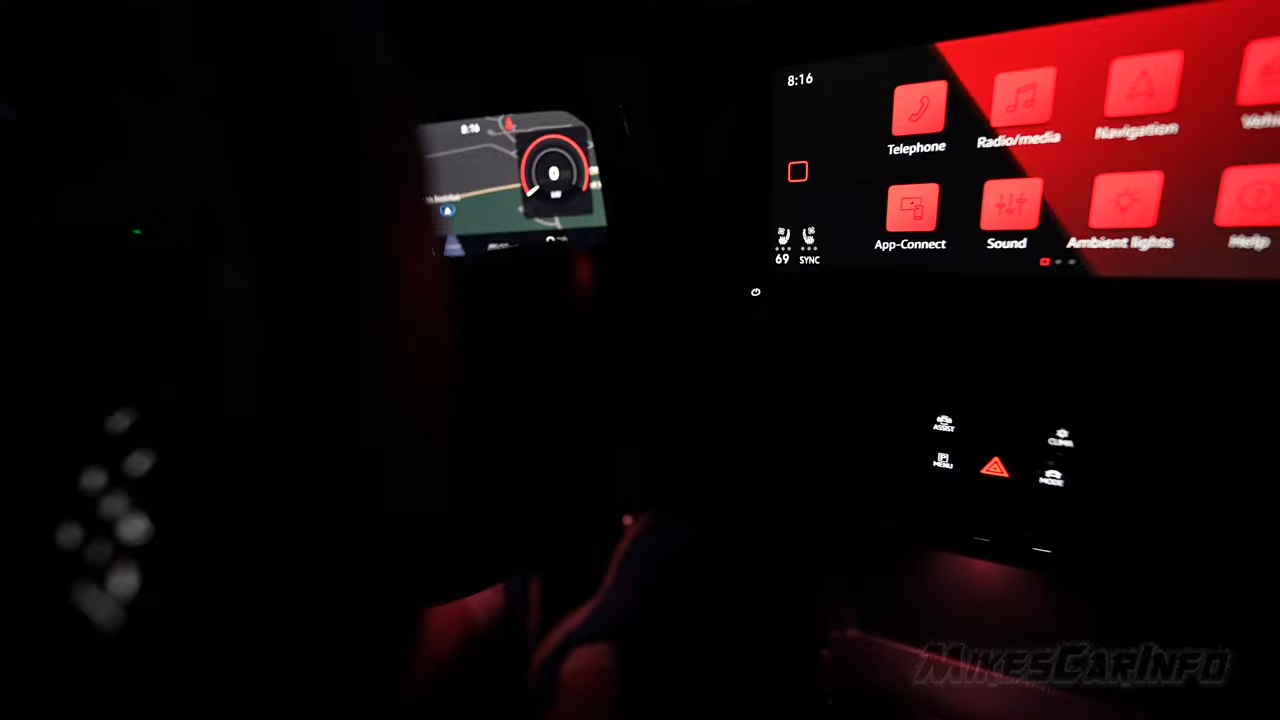 8:16
8:16
0
Telephone
Radio/media
Navigation
App-Connect
Sound
Ambient lights
Help
69 SYNC
ASSIST
CLIMA
MENU
MODE
MIKESCARINFO